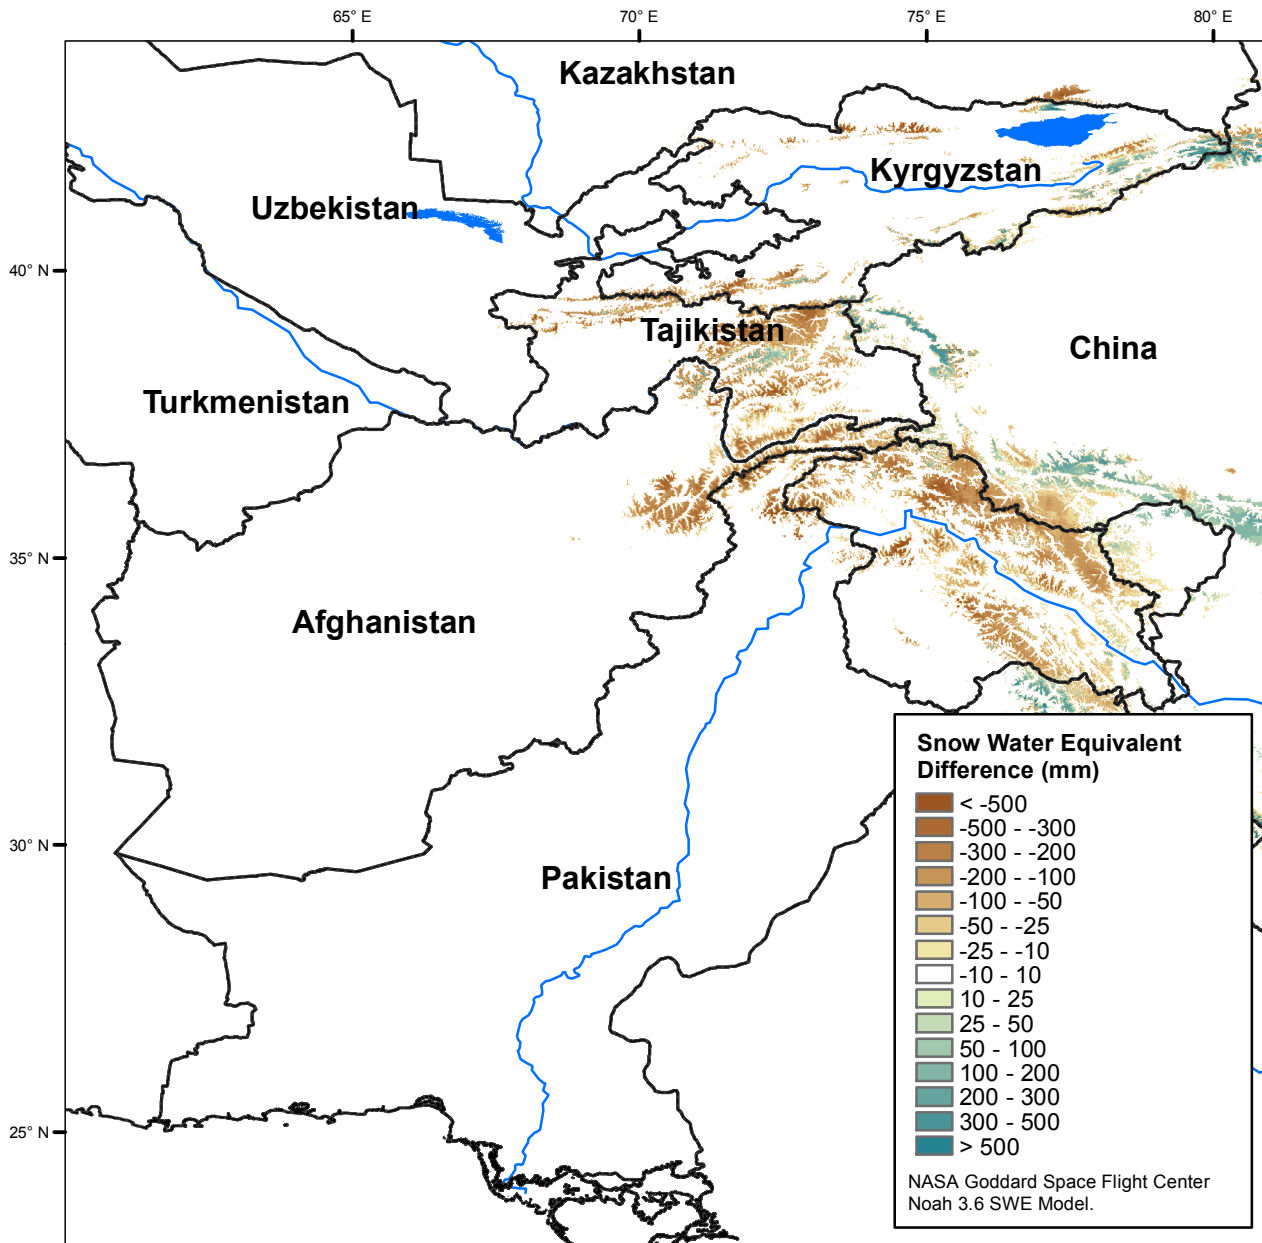 65° E
70° E
75° E
80° E
Kazakhstan
Kyrgyzstan
Uzbekistan
40° N
Tajikistan
China
Turkmenistan
35° N
Afghanistan
30° N
Pakistan
25° N
Snow Water Equivalent
Difference (mm)
< -500
-500 - -300
-300 - -200
-200 - -100
-100 - -50
-50 - -25
-25 - -10
-10 - 10
10 - 25
25 - 50
50 - 100
100 - 200
200 - 300
300 - 500
> 500
NASA Goddard Space Flight Center
Noah 3.6 SWE Model.